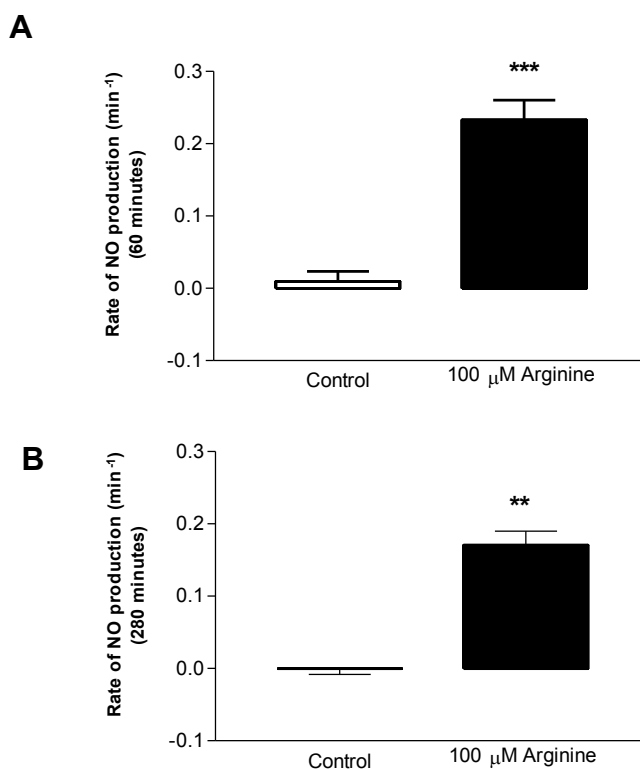 A
Rate of NO production (min⁻¹)
(60 minutes)
0.3
0.2
0.1
0.0
-0.1
***
Control
100 μM Arginine
B
Rate of NO production (min⁻¹)
(280 minutes)
0.3
0.2
0.1
0.0
-0.1
**
Control
100 μM Arginine